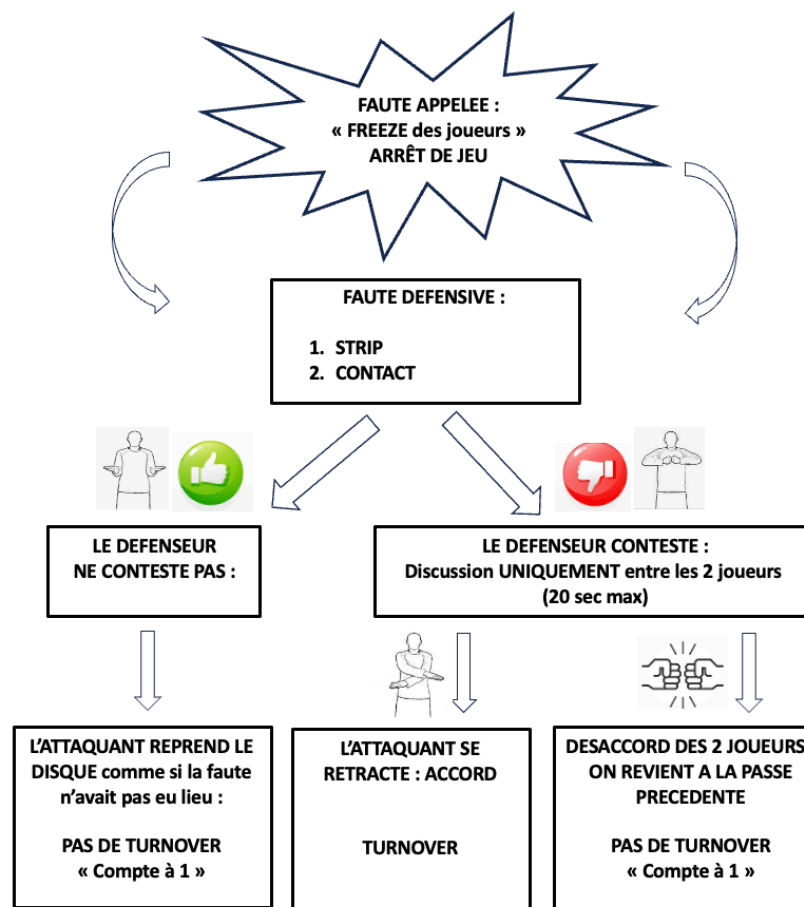 FAUTE APPELEE :
« FREEZE des joueurs »
ARRÊT DE JEU
FAUTE DEFENSIVE :
1. STRIP
2. CONTACT
LE DEFENSEUR
NE CONTESTE PAS :
LE DEFENSEUR CONTESTE :
Discussion UNIQUEMENT entre les 2 joueurs
(20 sec max)
L’ATTAQUANT REPREND LE
DISQUE comme si la faute
n’avait pas eu lieu :
PAS DE TURNOVER
« Compte à 1 »
L’ATTAQUANT SE
RETRACTE : ACCORD
TURNOVER
DESACCORD DES 2 JOUEURS
ON REVIENT A LA PASSE
PRECEDENTE
PAS DE TURNOVER
« Compte à 1 »